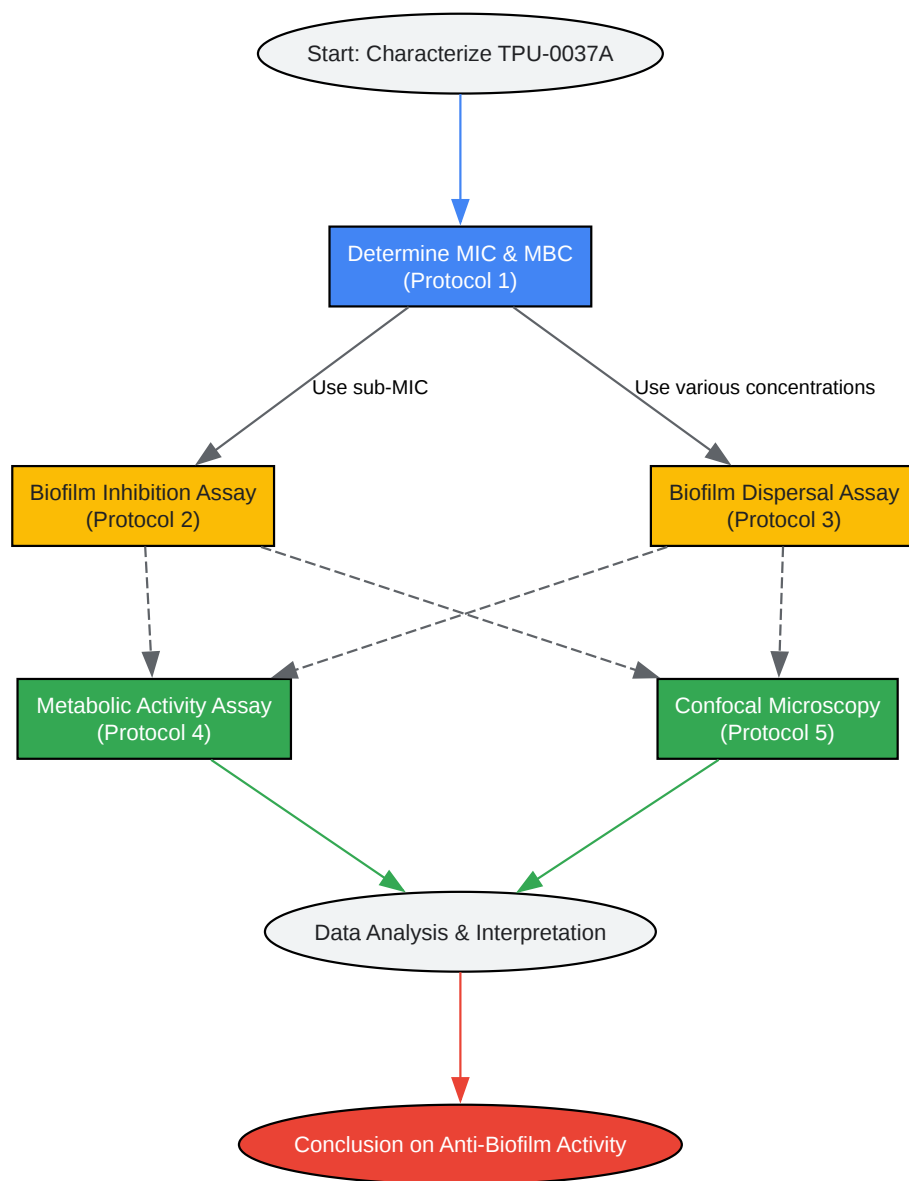 Start: Characterize TPU-0037A
Determine MIC & MBC
(Protocol 1)
Use sub-MIC
Use various concentrations
Biofilm Inhibition Assay
(Protocol 2)
Biofilm Dispersal Assay
(Protocol 3)
Metabolic Activity Assay
(Protocol 4)
Confocal Microscopy
(Protocol 5)
Data Analysis & Interpretation
Conclusion on Anti-Biofilm Activity